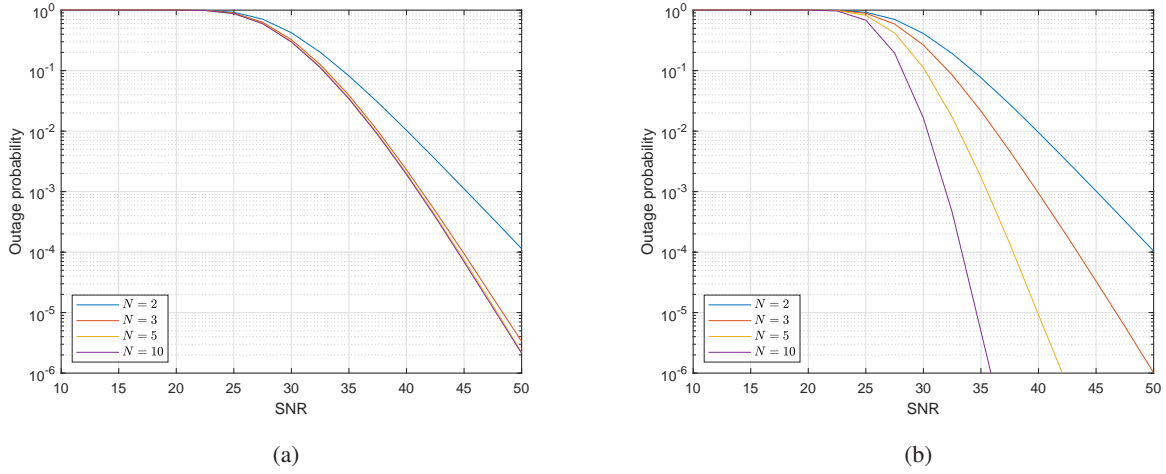 10^0
10^-1
10^-2
10^-3
10^-4
10^-5
10^-6
Outage probability
N = 2
N = 3
N = 5
N = 10
10 15 20 25 30 35 40 45 50
SNR
(a)
10^0
10^-1
10^-2
10^-3
10^-4
10^-5
10^-6
Outage probability
N = 2
N = 3
N = 5
N = 10
10 15 20 25 30 35 40 45 50
SNR
(b)